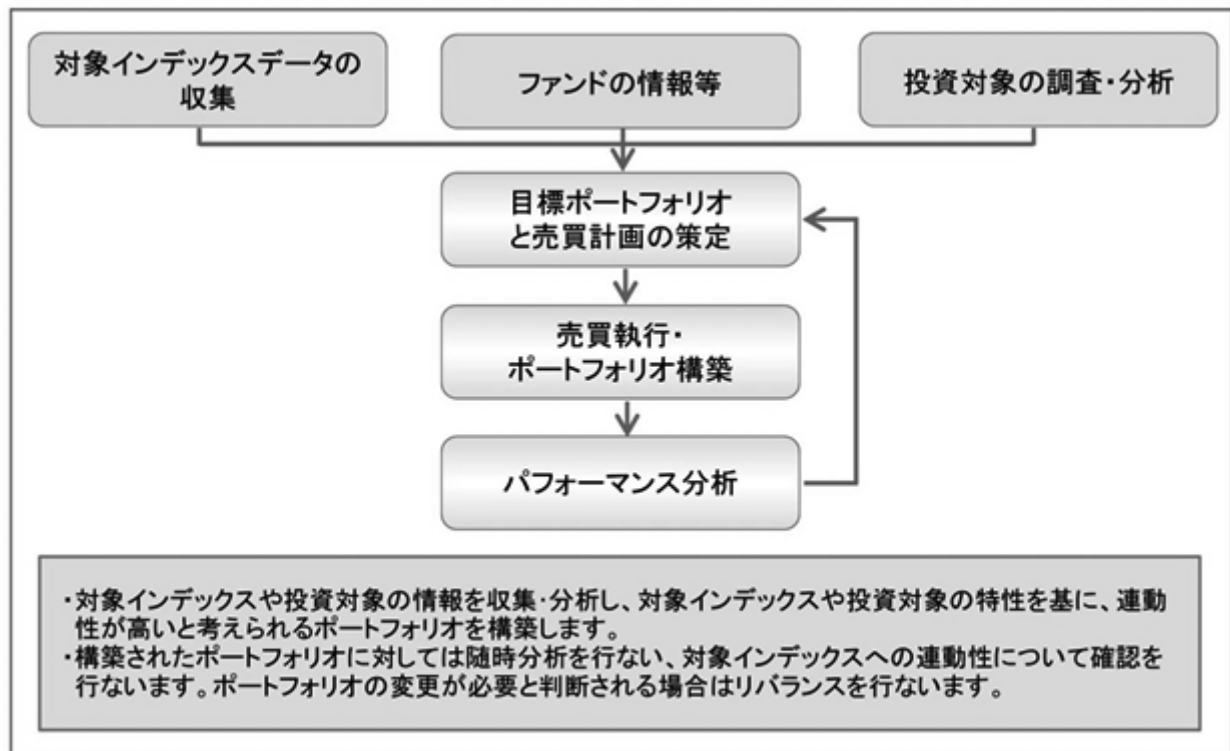 対象インデックスデータの
収集
ファンドの情報等
投資対象の調査・分析
目標ポートフォリオ
と売買計画の策定
売買執行・
ポートフォリオ構築
パフォーマンス分析
・対象インデックスや投資対象の情報を収集・分析し、対象インデックスや投資対象の特性を基に、連動
性が高いと考えられるポートフォリオを構築します。
・構築されたポートフォリオに対しては随時分析を行ない、対象インデックスへの連動性について確認を
行ないます。ポートフォリオの変更が必要と判断される場合はリバランスを行ないます。